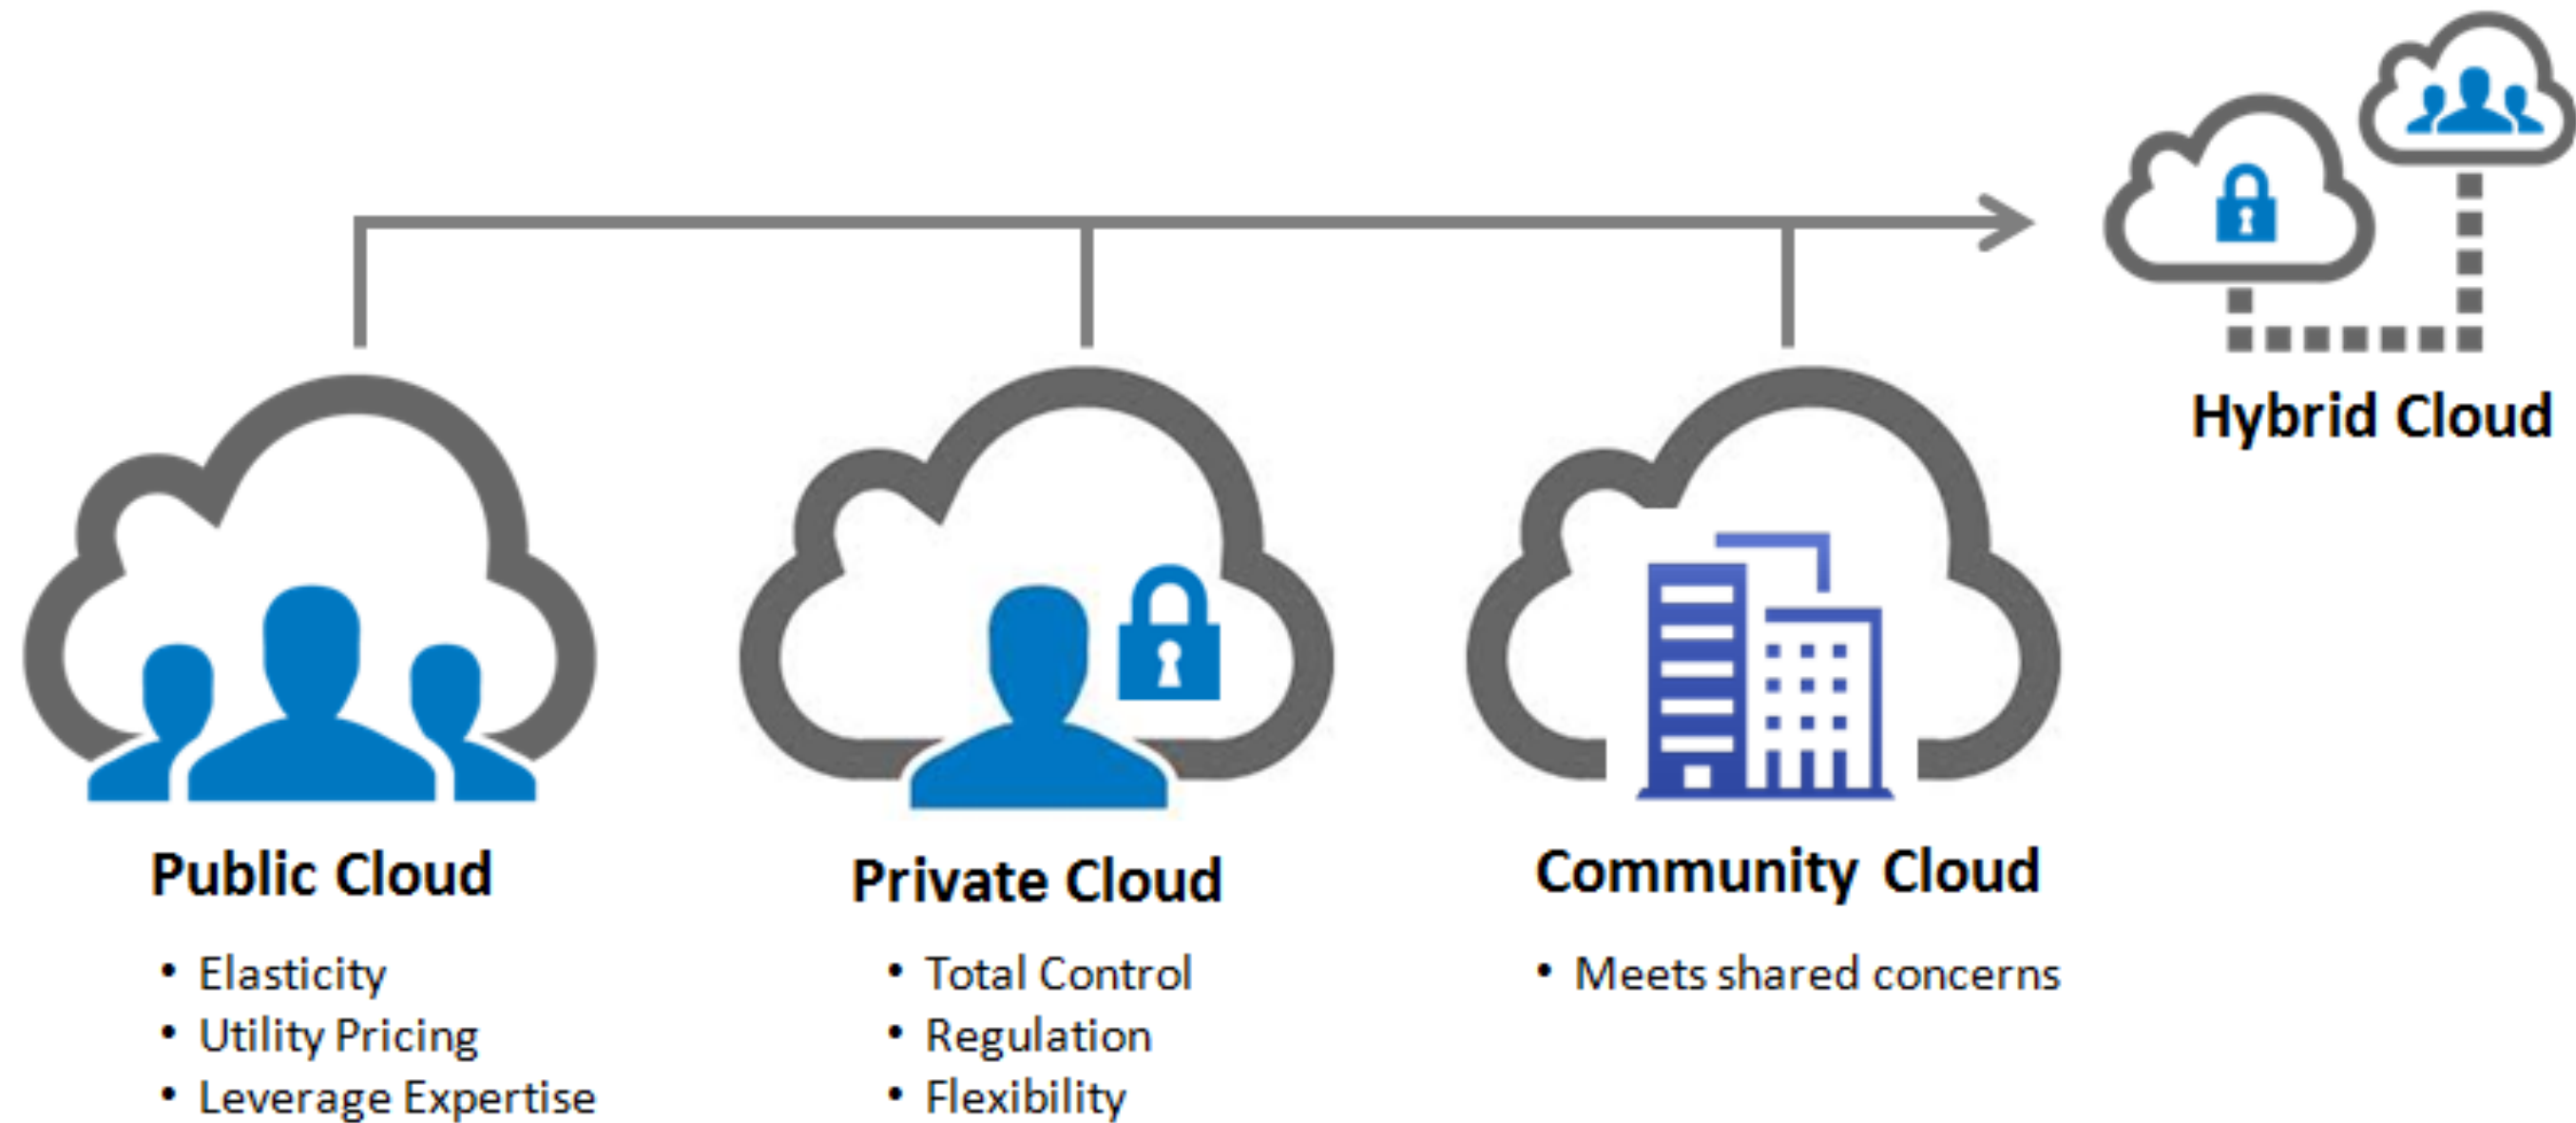 Hybrid Cloud
Public Cloud
• Elasticity
• Utility Pricing
• Leverage Expertise
Private Cloud
• Total Control
• Regulation
• Flexibility
Community Cloud
• Meets shared concerns